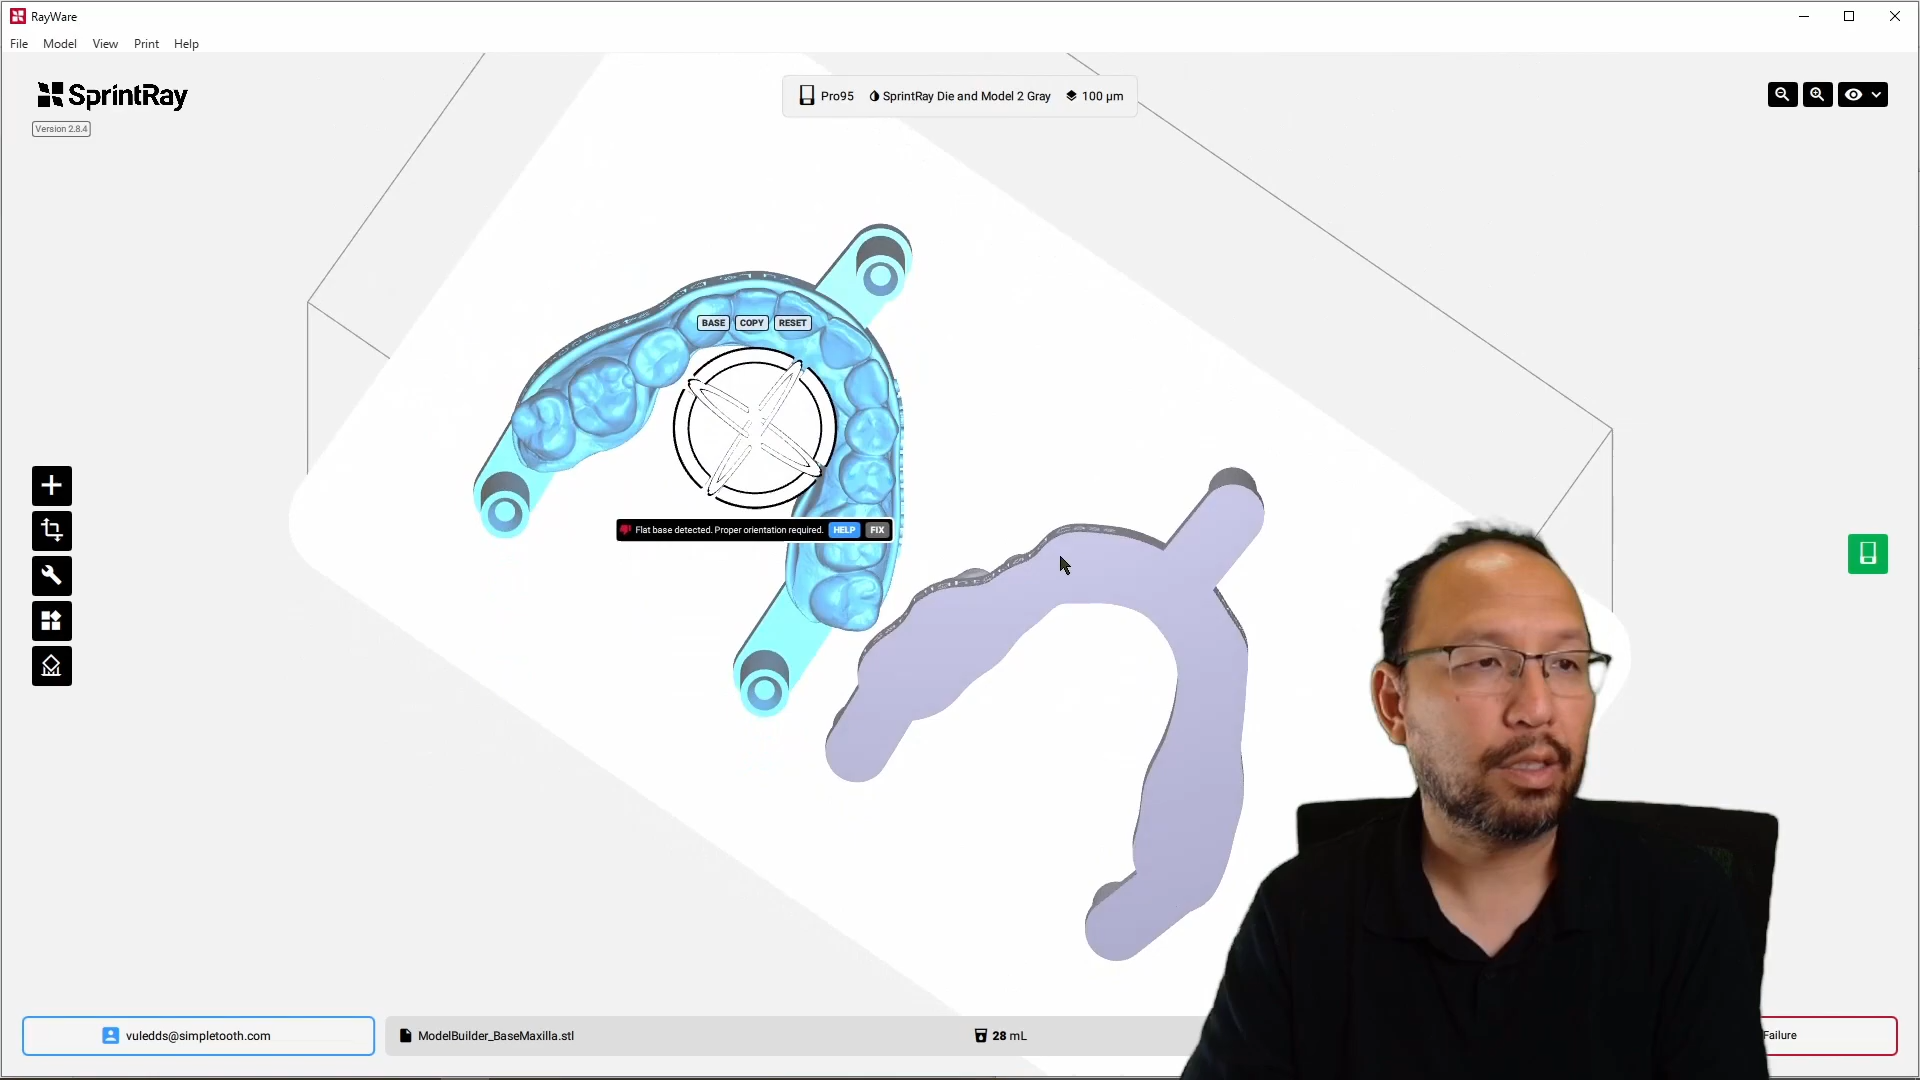 RayWare
File Model View Print Help
SprintRay
Version 2.8.4
Pro95 SprintRay Die and Model 2 Gray 100 µm
BASE COPY RESET
Flat base detected. Proper orientation required. HELP FIX
vuledds@simpletooth.com
ModelBuilder_BaseMaxilla.stl
28 mL
Failure